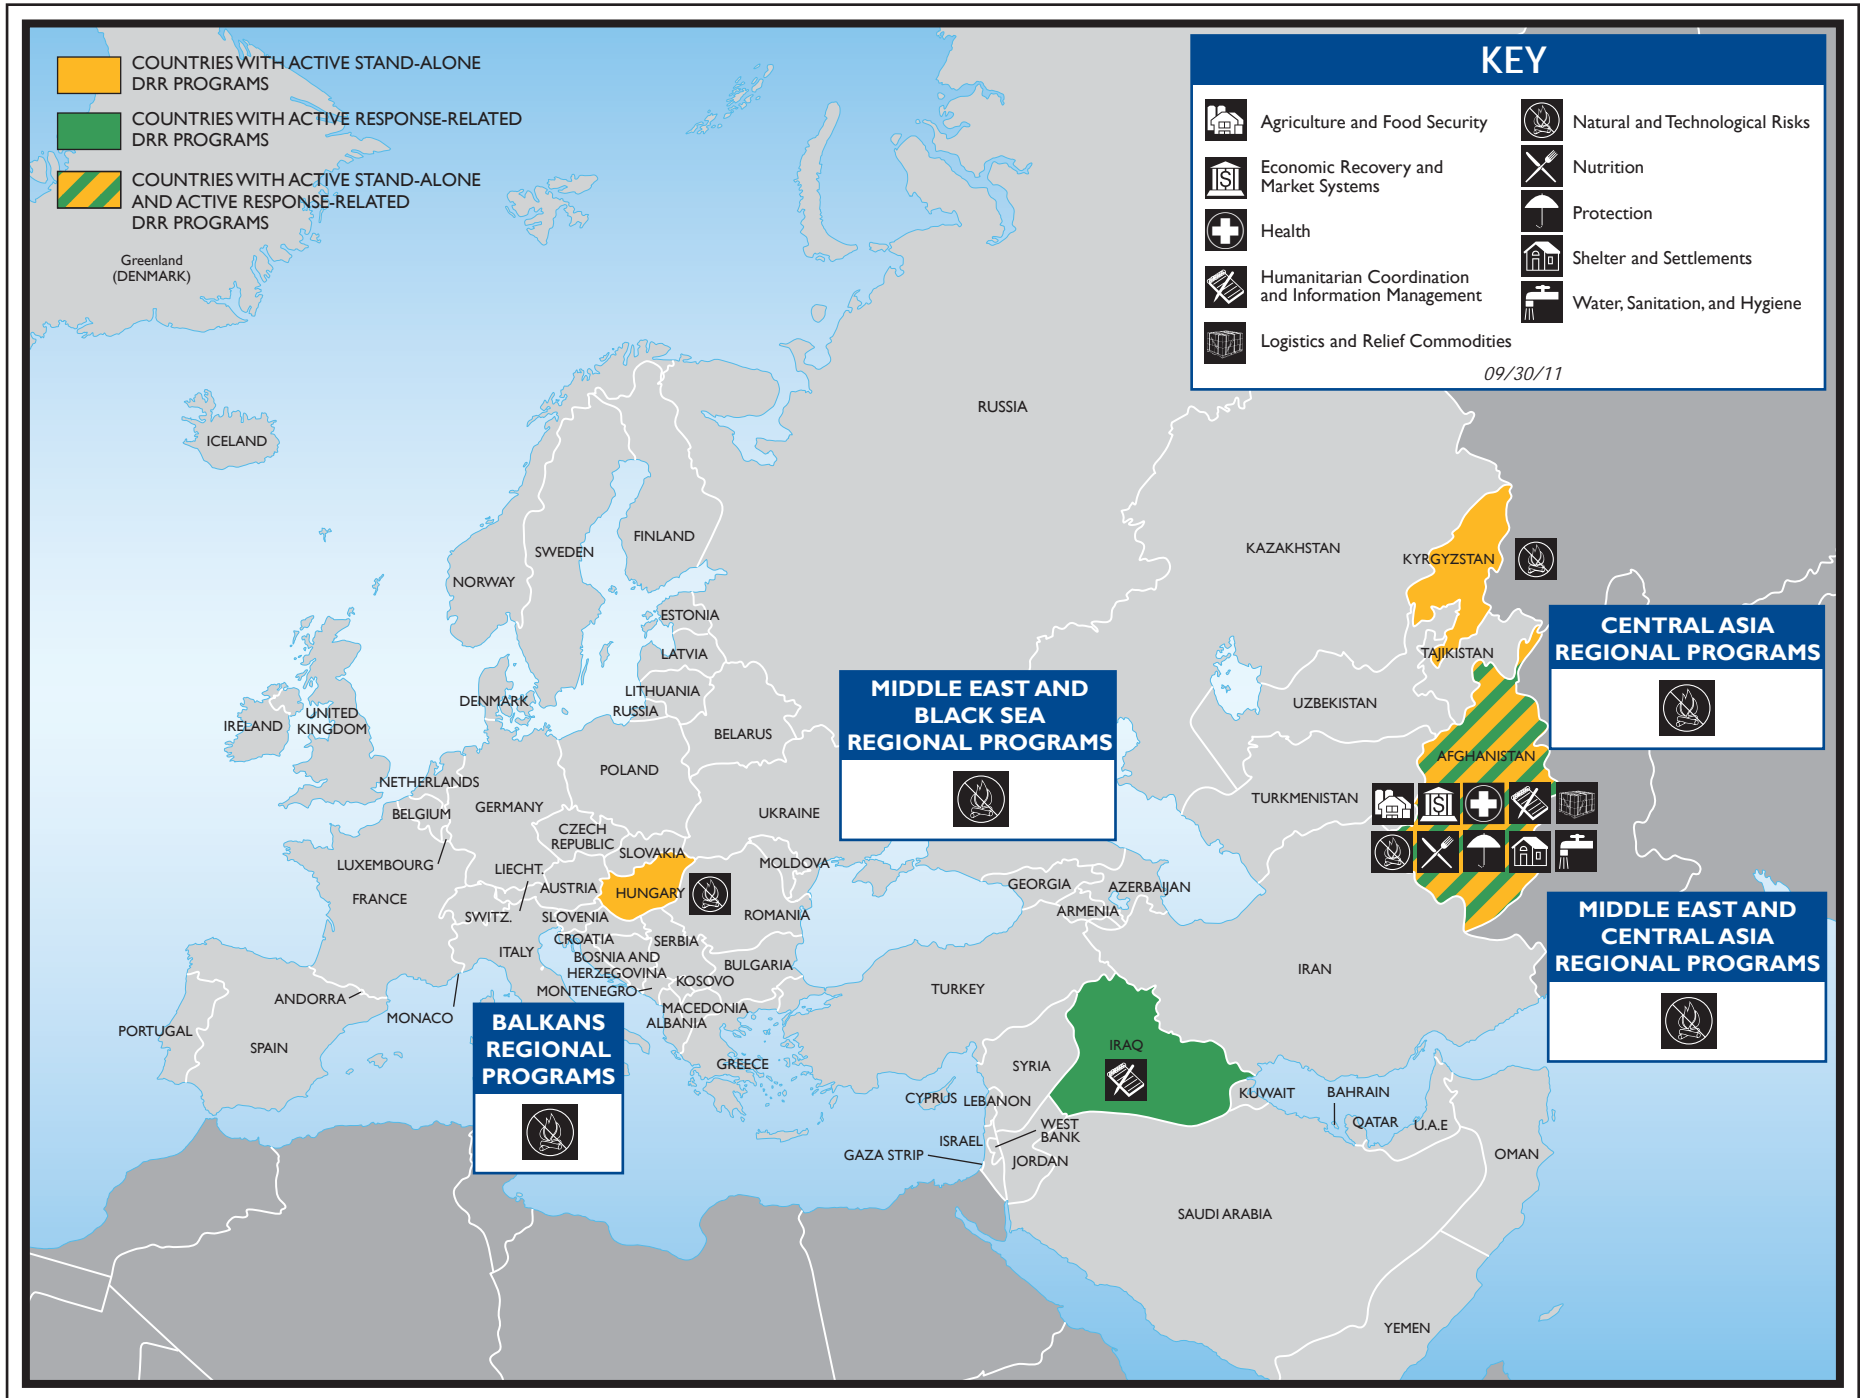 COUNTRIES WITH ACTIVE STAND-ALONE
DRR PROGRAMS
COUNTRIES WITH ACTIVE RESPONSE-RELATED
DRR PROGRAMS
COUNTRIES WITH ACTIVE STAND-ALONE
AND ACTIVE RESPONSE-RELATED
DRR PROGRAMS
KEY
Agriculture and Food Security
Economic Recovery and
Market Systems
Health
Humanitarian Coordination
and Information Management
Logistics and Relief Commodities
Natural and Technological Risks
Nutrition
Protection
Shelter and Settlements
Water, Sanitation, and Hygiene
09/30/11
Greenland
(DENMARK)
ICELAND
RUSSIA
FINLAND
SWEDEN
NORWAY
KAZAKHSTAN
KYRGYZSTAN
ESTONIA
LATVIA
TAJIKISTAN
CENTRAL ASIA
REGIONAL PROGRAMS
LITHUANIA
RUSSIA
DENMARK
UZBEKISTAN
MIDDLE EAST AND
BLACK SEA
REGIONAL PROGRAMS
IRELAND
UNITED
KINGDOM
BELARUS
AFGHANISTAN
POLAND
NETHERLANDS
GERMANY
BELGIUM
UKRAINE
TURKMENISTAN
$
CZECH
REPUBLIC
SLOVAKIA
LUXEMBOURG
LIECHT.
MOLDOVA
AUSTRIA
HUNGARY
FRANCE
GEORGIA
AZERBAIJAN
ARMENIA
SWITZ.
SLOVENIA
ROMANIA
MIDDLE EAST AND
CENTRAL ASIA
REGIONAL PROGRAMS
CROATIA
SERBIA
ITALY
BOSNIA AND
HERZEGOVINA
BULGARIA
IRAN
KOSOVO
MONTENEGRO
TURKEY
ANDORRA
MONACO
MACEDONIA
ALBANIA
PORTUGAL
SPAIN
BALKANS
REGIONAL
PROGRAMS
GREECE
IRAQ
SYRIA
CYPRUS
LEBANON
KUWAIT
BAHRAIN
QATAR
U.A.E
WEST
BANK
ISRAEL
GAZA STRIP
JORDAN
OMAN
SAUDI ARABIA
YEMEN